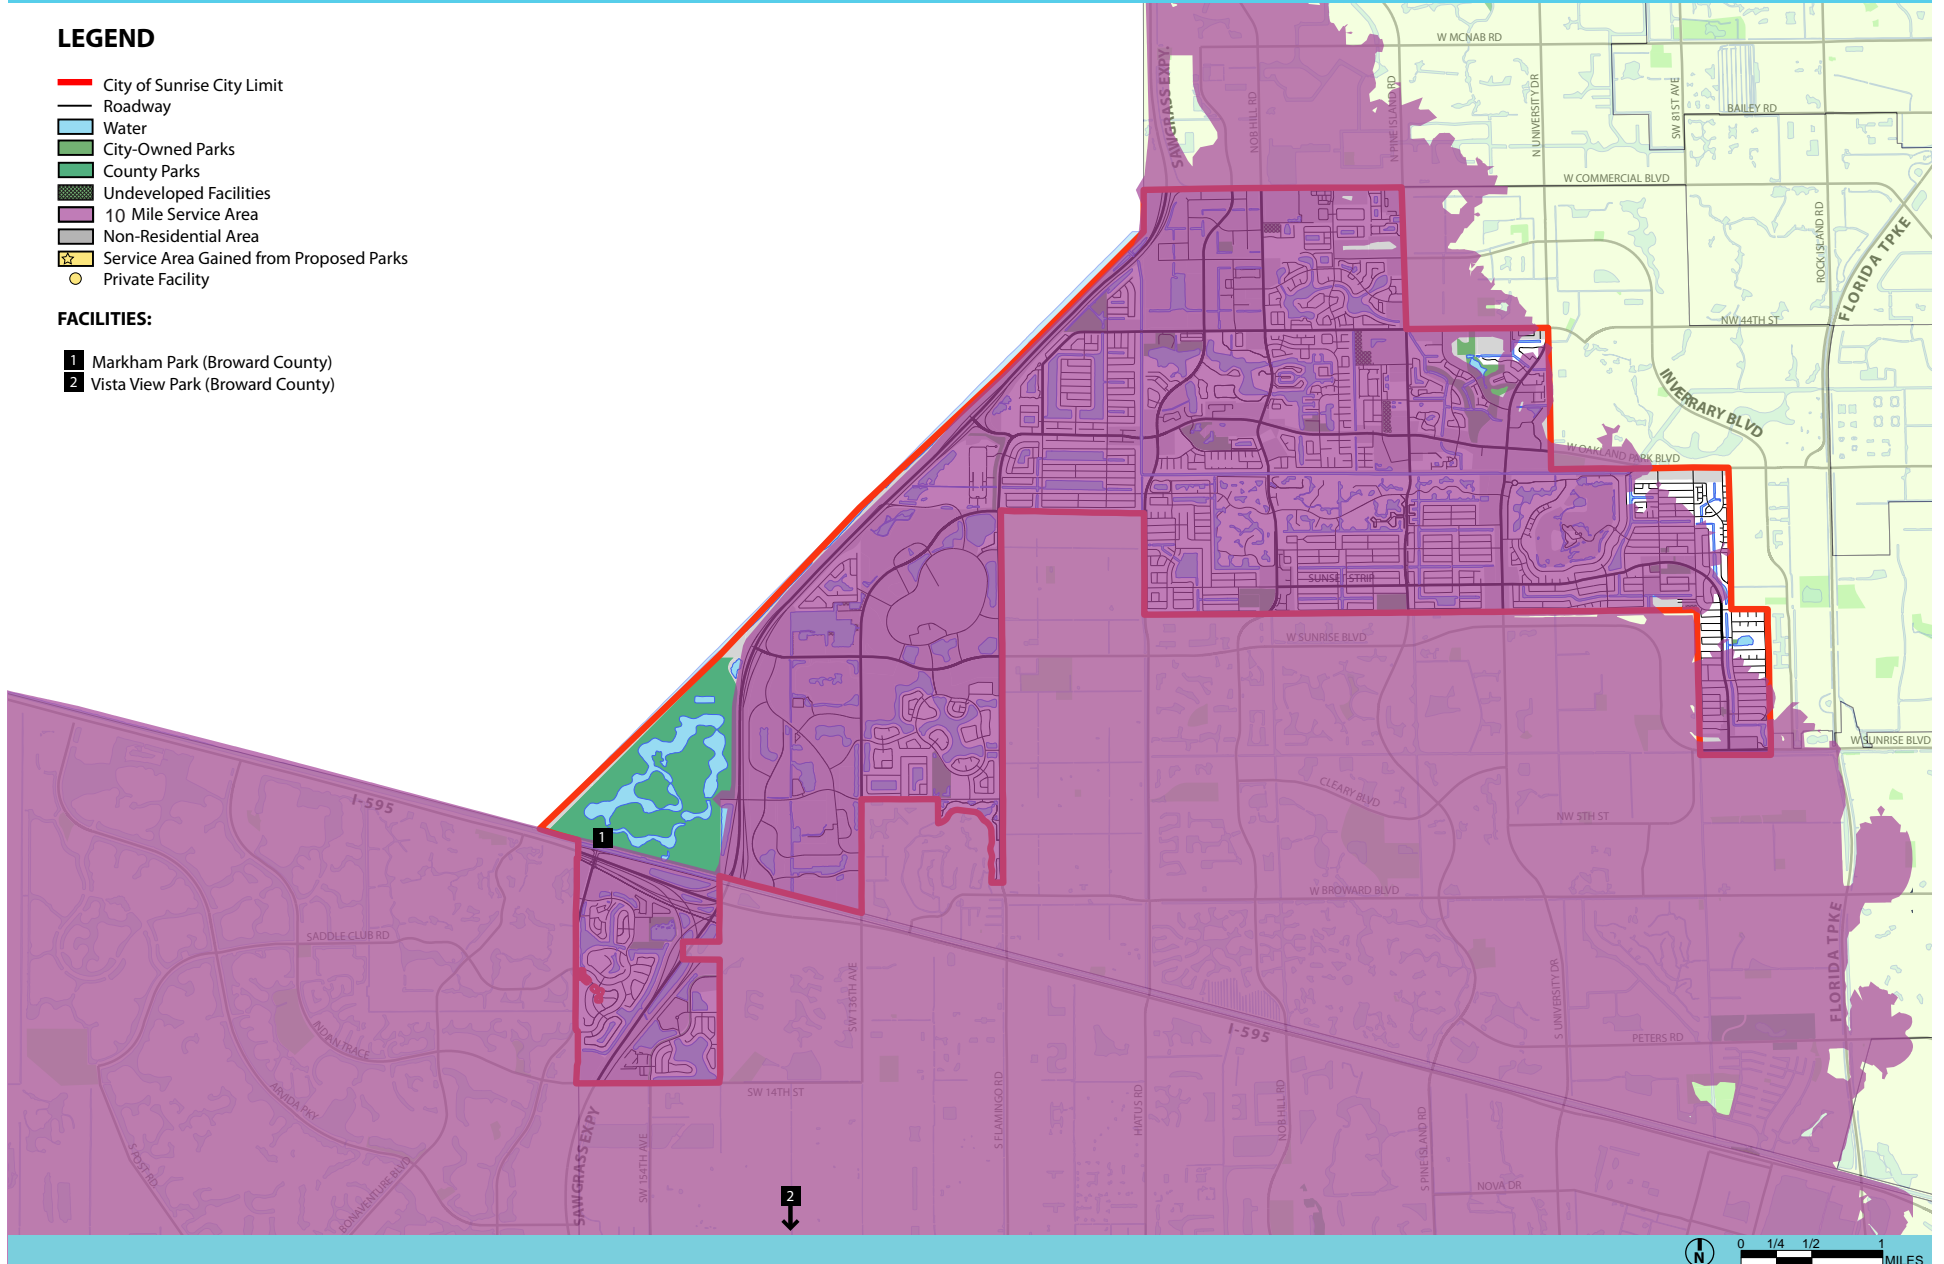 LEGEND
City of Sunrise City Limit
Roadway
Water
City-Owned Parks
County Parks
Undeveloped Facilities
10 Mile Service Area
Non-Residential Area
Service Area Gained from Proposed Parks
Private Facility
FACILITIES:
1 Markham Park (Broward County)
2 Vista View Park (Broward County)
W MCNAB RD
SAWGRASS EXPY.
NOB HILL RD
N PINE ISLAND RD
N UNIVERSITY DR
SW 81ST AVE
BAILEY RD
W COMMERCIAL BLVD
ROCK ISLAND RD
FLORIDA TPKE
NW 44TH ST
INVERRARY BLVD
W OAKLAND PARK BLVD
SUNSET STRIP
W SUNRISE BLVD
W SUNRISE BLVD
I-595
1
CLEARY BLVD
NW 5TH ST
W BROWARD BLVD
SADDLE CLUB RD
SW 136TH AVE
FLORIDA TPKE
S UNIVERSITY DR
INDIAN TRACE
I-595
PETERS RD
ARVIDA PKY
SW 14TH ST
S FLAMINGO RD
HIATUS RD
NOB HILL RD
S PINE ISLAND RD
S POST RD
BONAVENTURE BLVD
SAWGRASS EXPY
SW 154TH AVE
NOVA DR
2
N
0 1/4 1/2 1
MILES